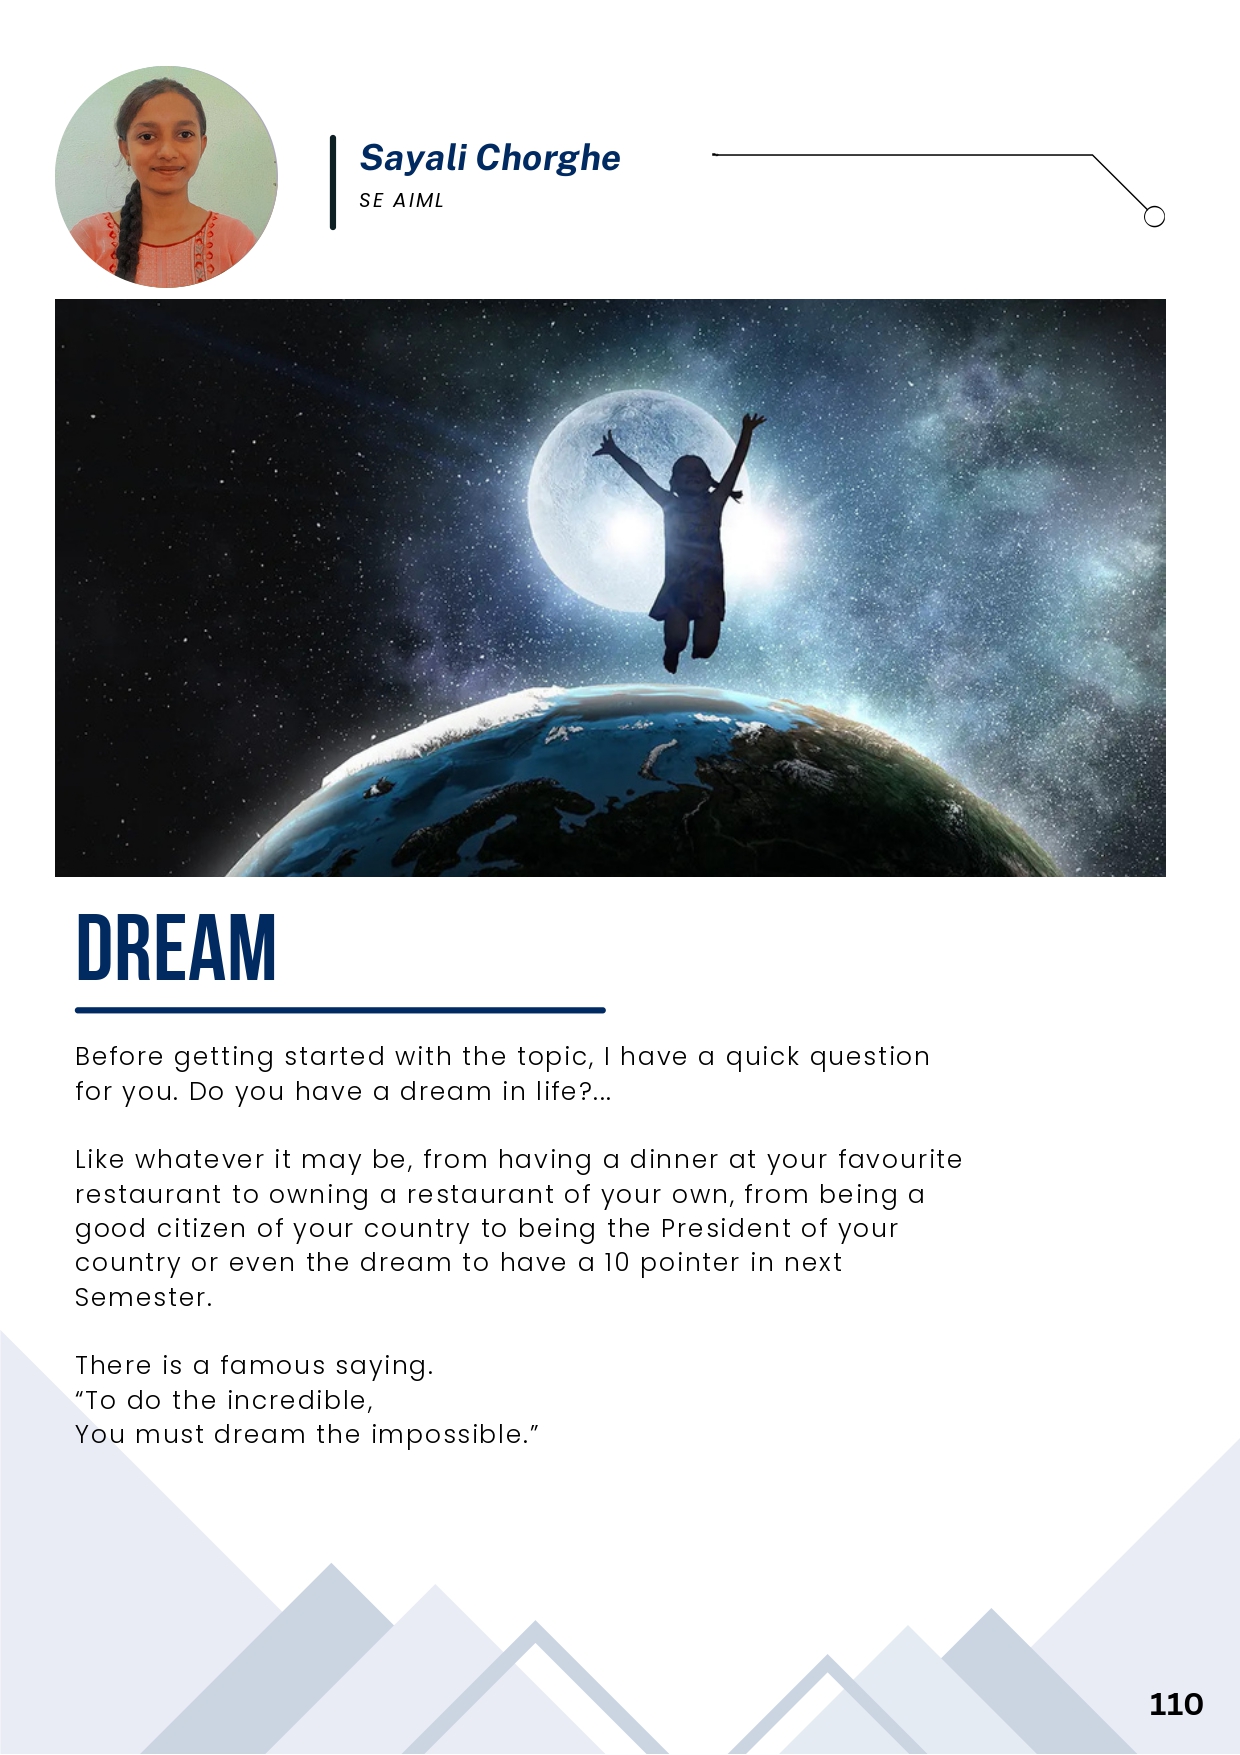 Sayali Chorghe
SE AIML
DREAM
Before getting started with the topic, I have a quick question
for you. Do you have a dream in life?...
Like whatever it may be, from having a dinner at your favourite
restaurant to owning a restaurant of your own, from being a
good citizen of your country to being the President of your
country or even the dream to have a 10 pointer in next
Semester.
There is a famous saying.
“To do the incredible,
You must dream the impossible.”
110